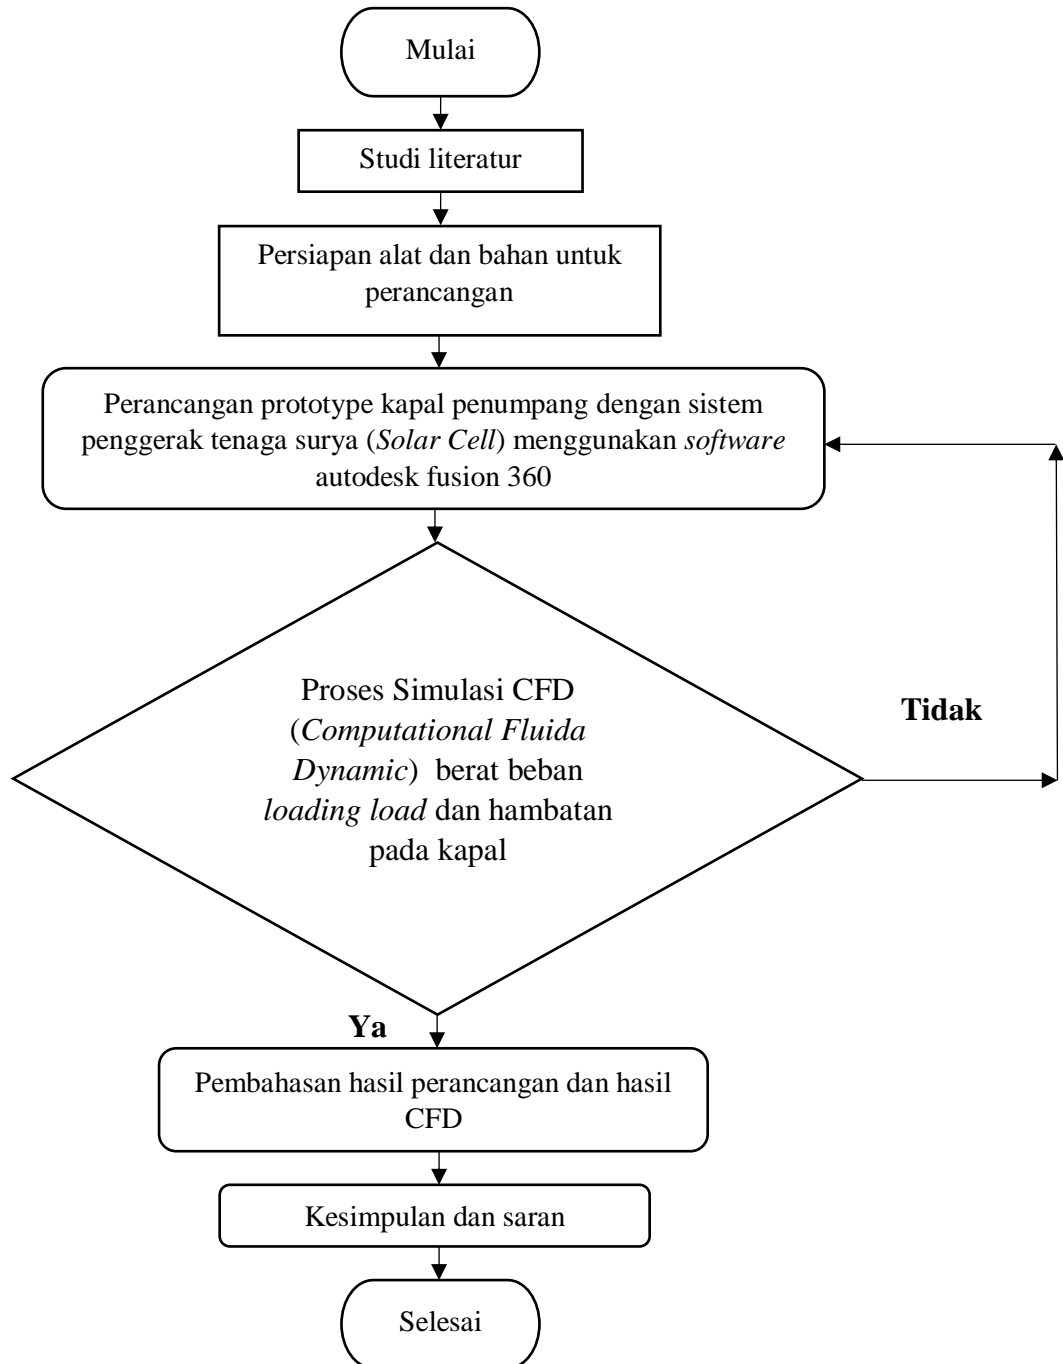 Mulai
Studi literatur
Persiapan alat dan bahan untuk
perancangan
Perancangan prototype kapal penumpang dengan sistem
penggerak tenaga surya (Solar Cell) menggunakan software
autodesk fusion 360
Proses Simulasi CFD
(Computational Fluida
Dynamic) berat beban
loading load dan hambatan
pada kapal
Tidak
Ya
Pembahasan hasil perancangan dan hasil
CFD
Kesimpulan dan saran
Selesai